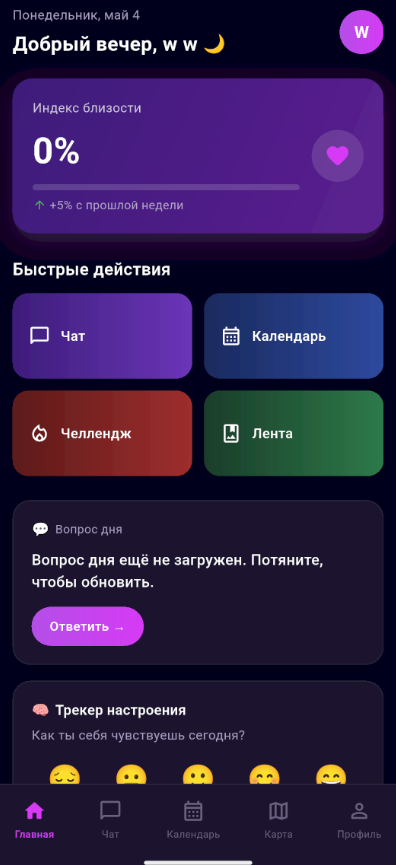 Понедельник, май 4
Добрый вечер, w w 🌙
W
Индекс близости
0%
↑ +5% с прошлой недели
Быстрые действия
Чат
Календарь
Челлендж
Лента
💬 Вопрос дня
Вопрос дня ещё не загружен. Потяните,
чтобы обновить.
Ответить →
🧠 Трекер настроения
Как ты себя чувствуешь сегодня?
Главная
Чат
Календарь
Карта
Профиль